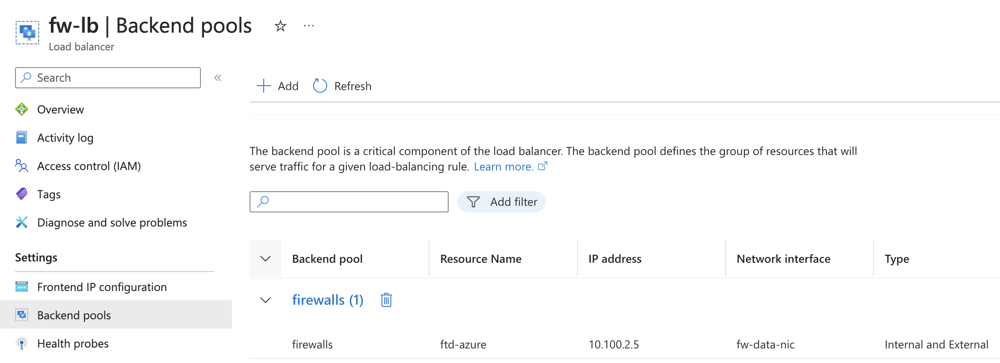 fw-lb | Backend pools
Load balancer
Search
Add
Refresh
Overview
Activity log
Access control (IAM)
Tags
Diagnose and solve problems
Settings
Frontend IP configuration
Backend pools
Health probes
The backend pool is a critical component of the load balancer. The backend pool defines the group of resources that will
serve traffic for a given load-balancing rule. Learn more.
Add filter
Backend pool Resource Name IP address Network interface Type
firewalls (1)
firewalls ftd-azure 10.100.2.5 fw-data-nic Internal and External